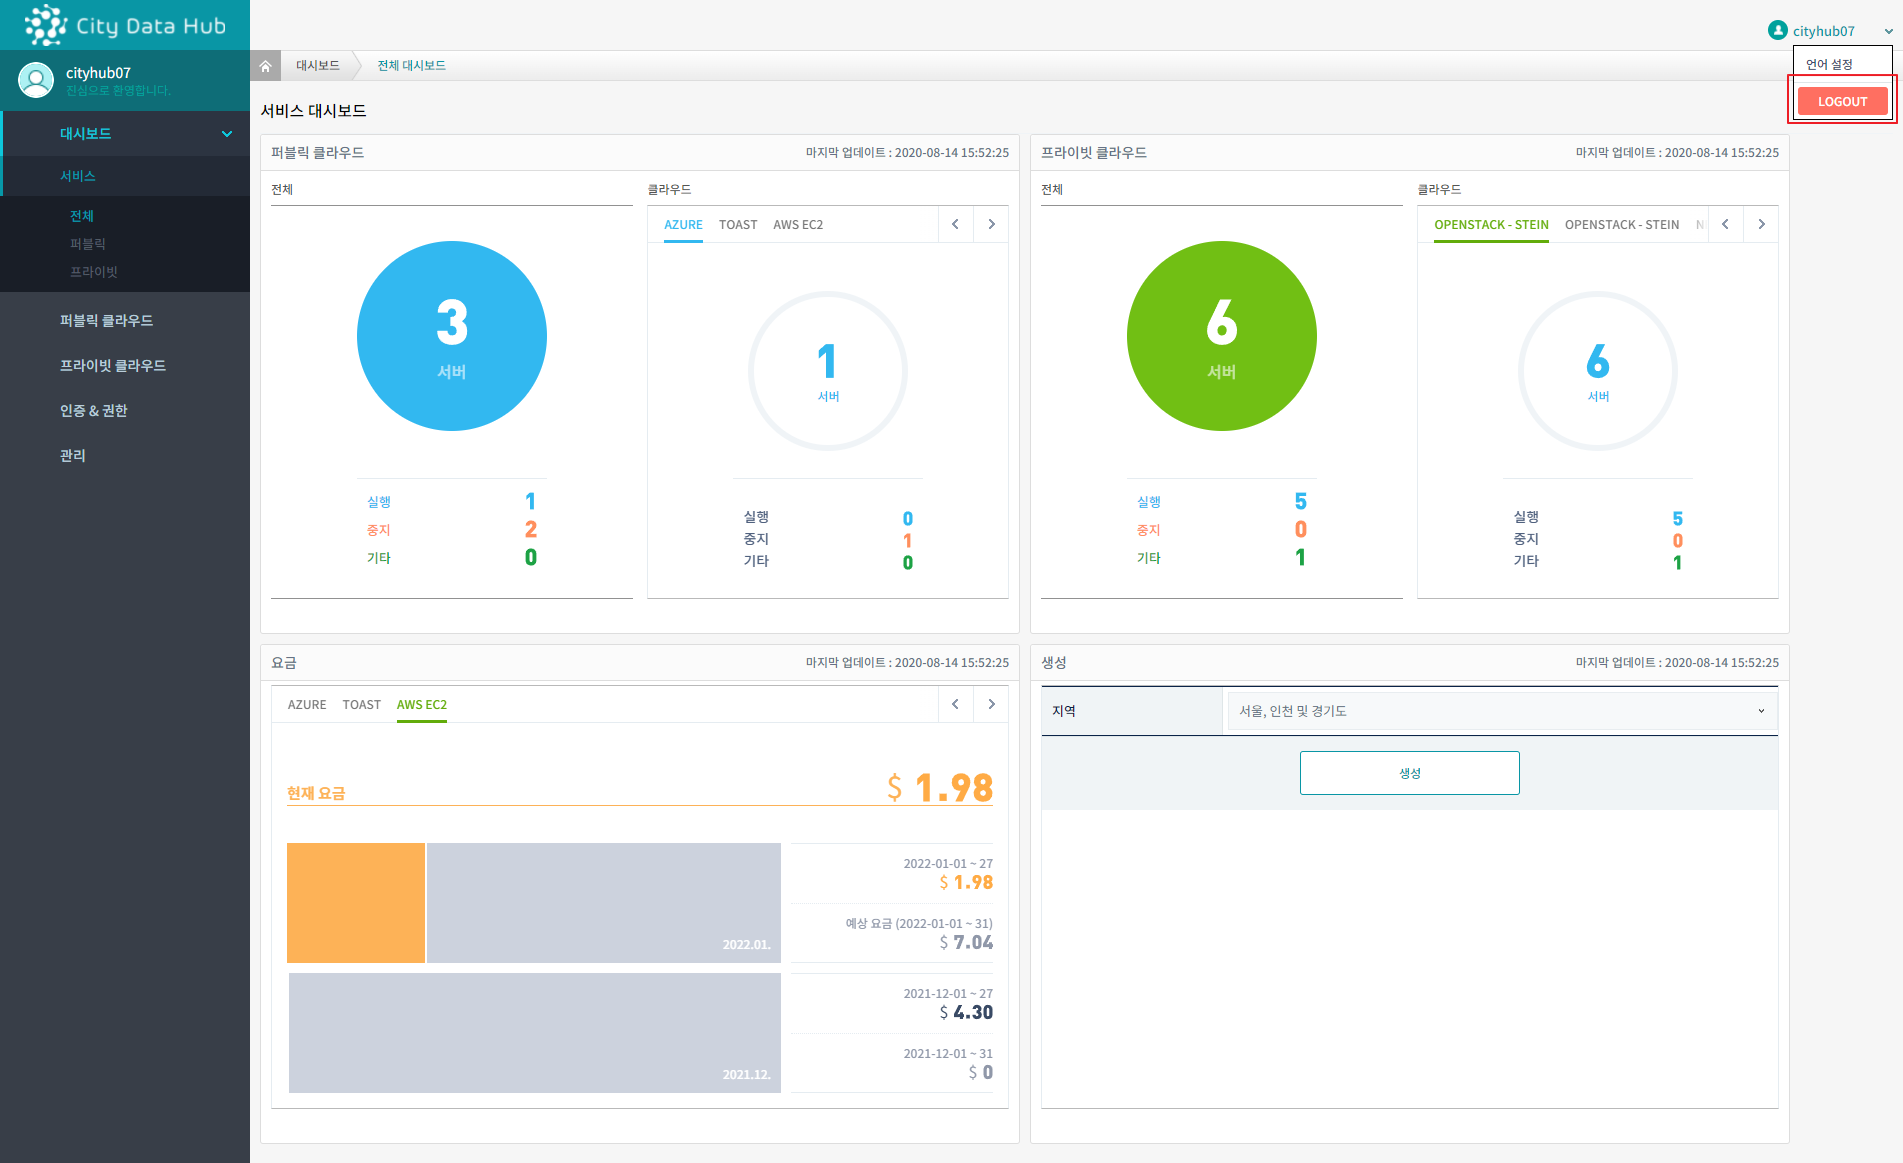 City Data Hub
cityhub07
cityhub07
진심으로 환영합니다.
대시보드
서비스
전체
퍼블릭
프라이빗
퍼블릭 클라우드
프라이빗 클라우드
인증 & 권한
관리
대시보드 전체 대시보드
언어 설정
LOGOUT
서비스 대시보드
퍼블릭 클라우드 마지막 업데이트 : 2020-08-14 15:52:25
전체
3
서버
실행 1
중지 2
기타 0
클라우드
AZURE TOAST AWS EC2
1
서버
실행 0
중지 1
기타 0
프라이빗 클라우드 마지막 업데이트 : 2020-08-14 15:52:25
전체
6
서버
실행 5
중지 0
기타 1
클라우드
OPENSTACK - STEIN OPENSTACK - STEIN
6
서버
실행 5
중지 0
기타 1
요금 마지막 업데이트 : 2020-08-14 15:52:25
AZURE TOAST AWS EC2
현재 요금 $ 1.98
2022.01.
2022-01-01 ~ 27
$ 1.98
예상 요금 (2022-01-01 ~ 31)
$ 7.04
2021.12.
2021-12-01 ~ 27
$ 4.30
2021-12-01 ~ 31
$ 0
생성 마지막 업데이트 : 2020-08-14 15:52:25
지역 서울, 인천 및 경기도
생성